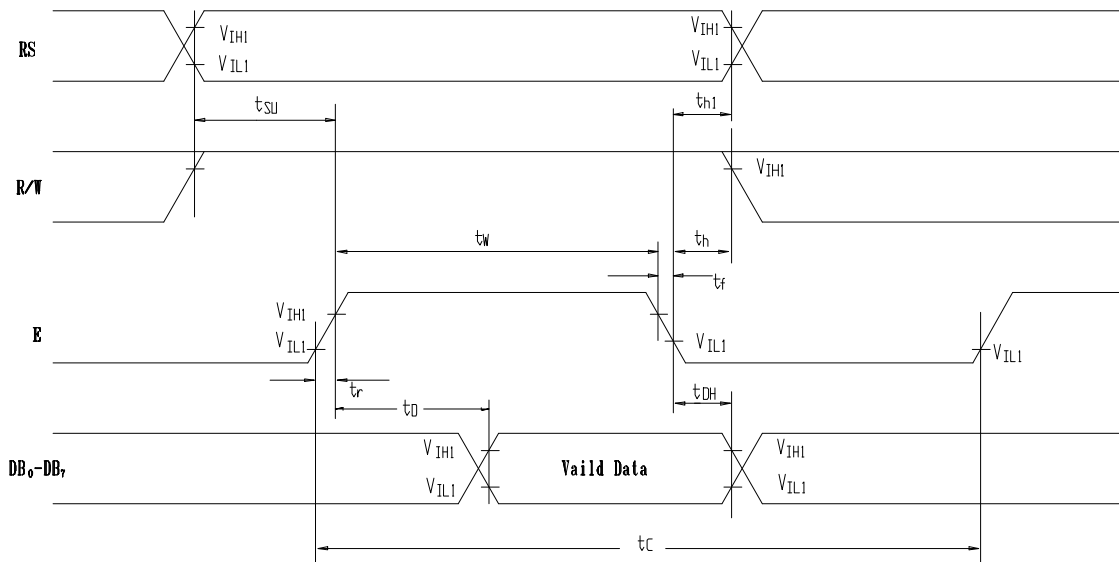 RS
VIH1
VIL1
VIH1
VIL1
tSU
th1
R/W
VIH1
tW
th
tf
E
VIH1
VIL1
VIL1
VIL1
tr
tD
tDH
DB0-DB7
VIH1
VIL1
Vaild Data
VIH1
VIL1
tC